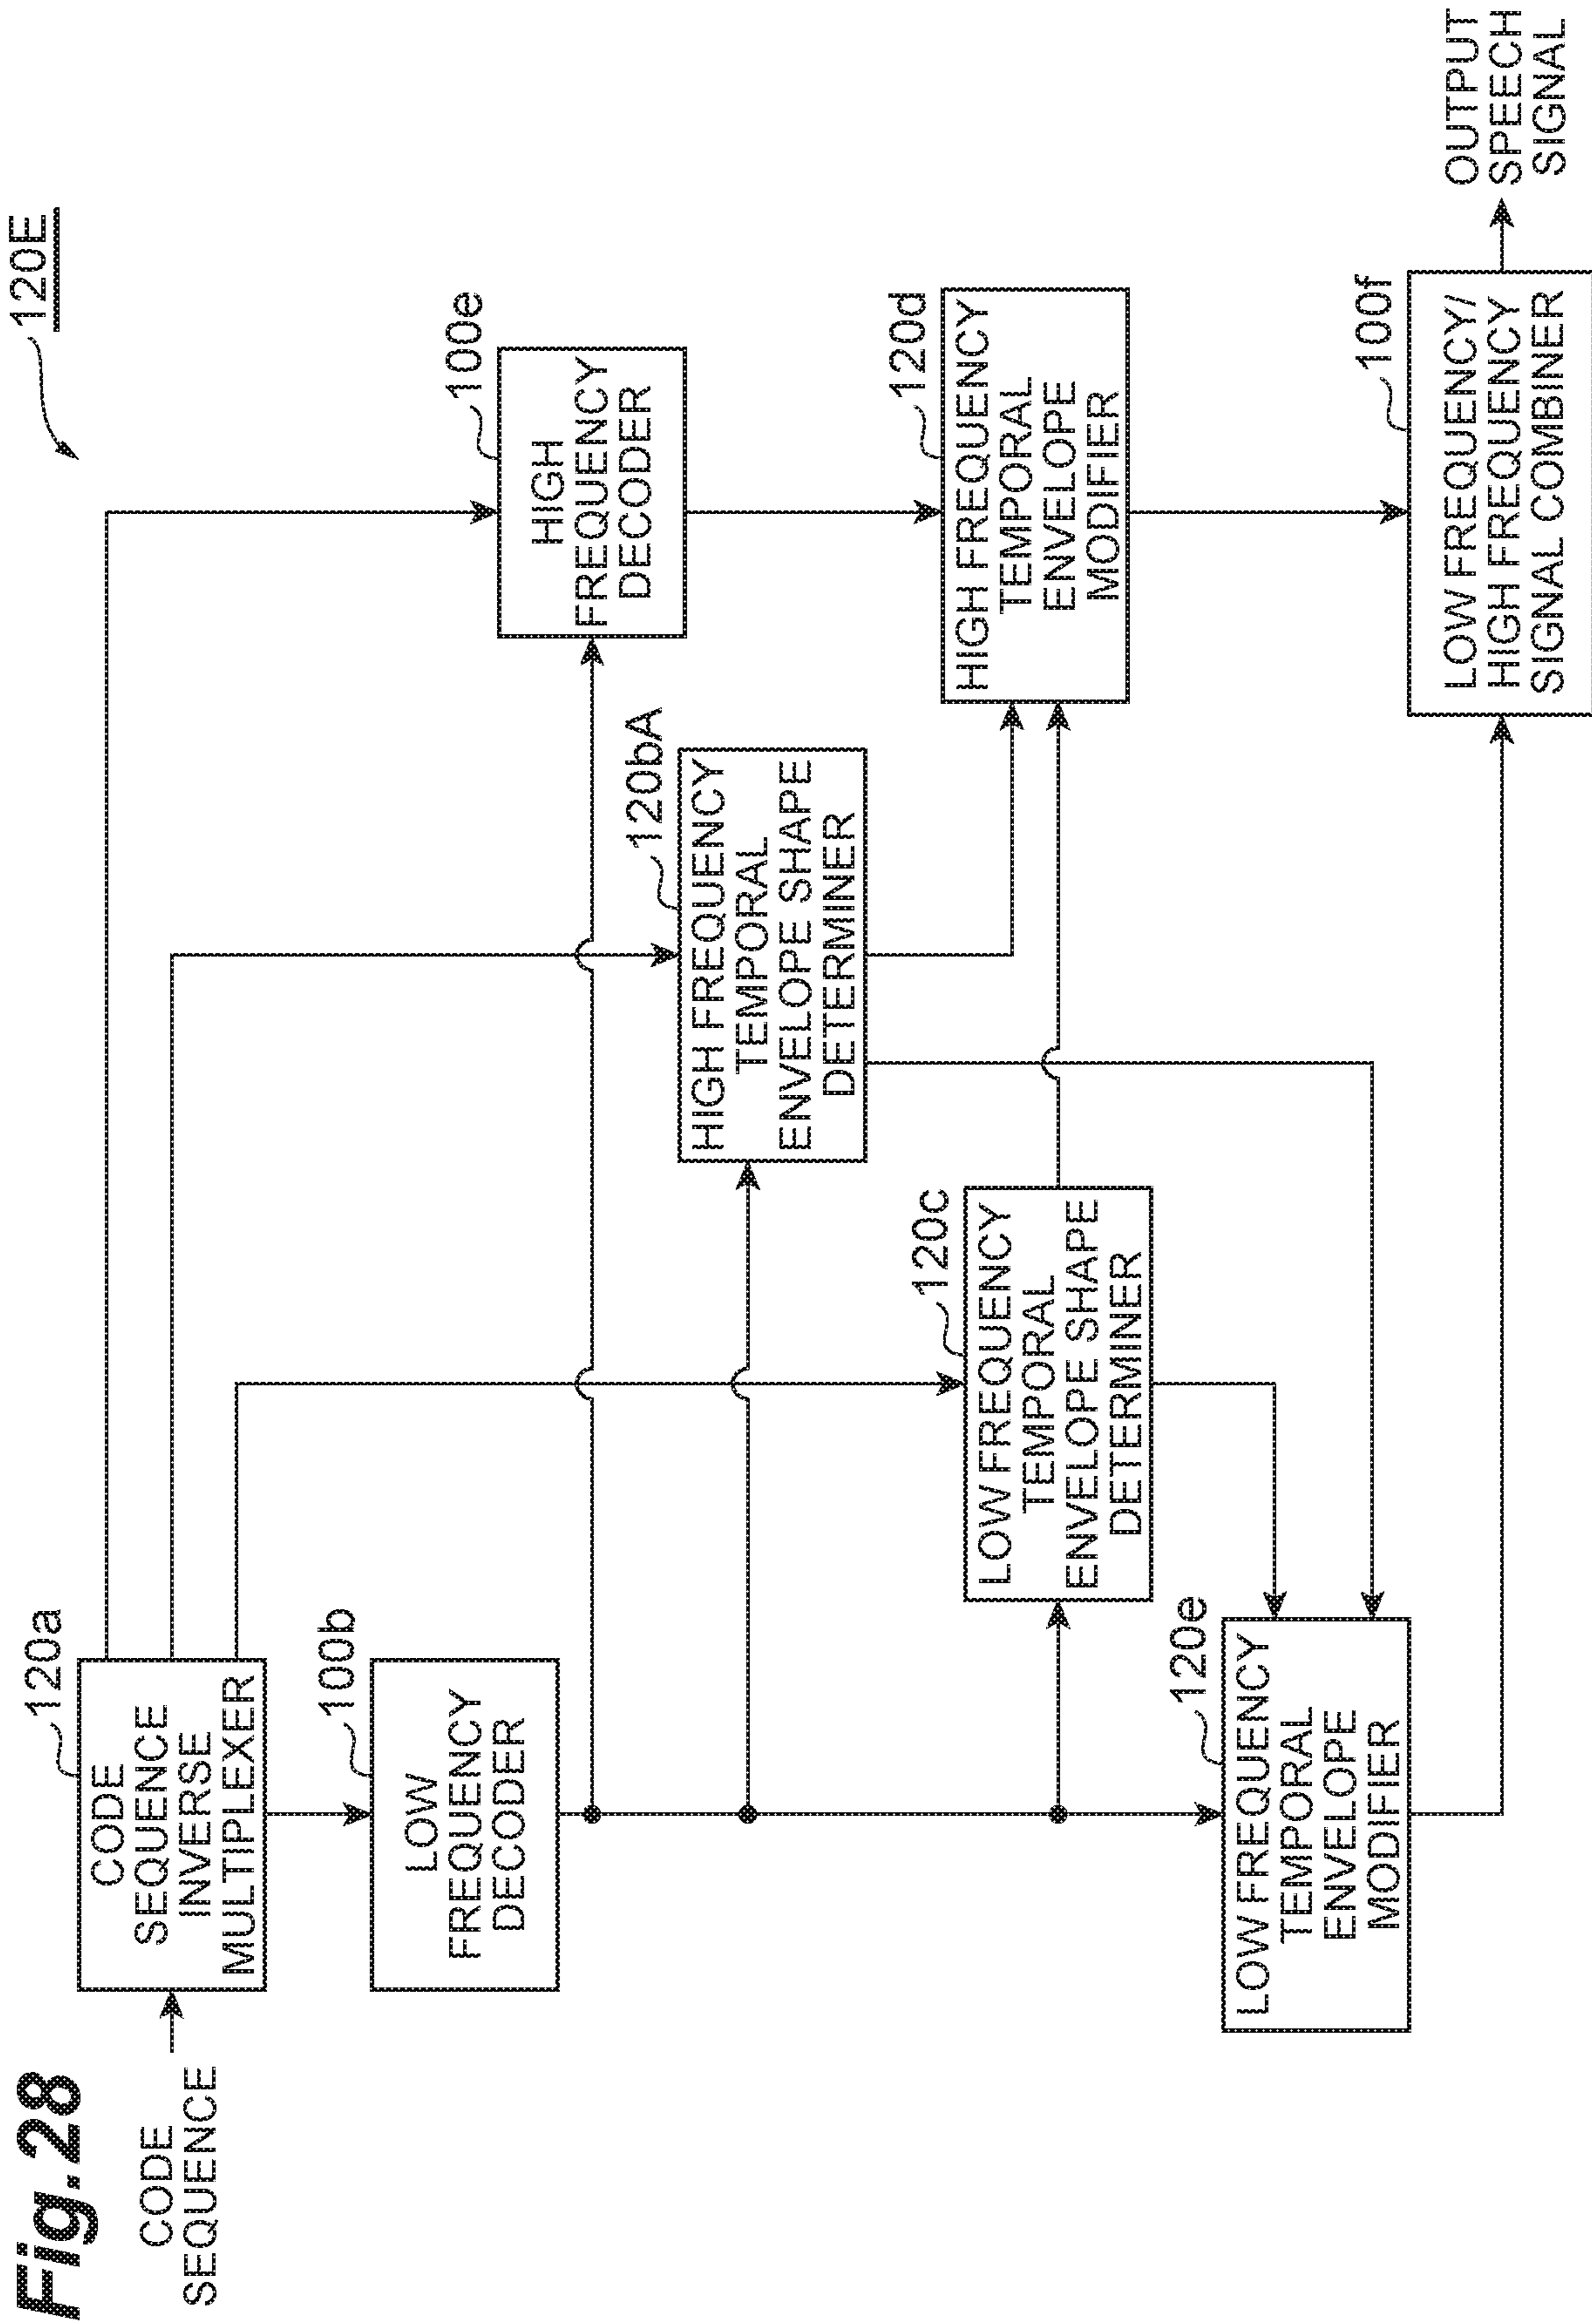 Fig.28
120E
CODE
SEQUENCE
120a
CODE
SEQUENCE
INVERSE
MULTIPLEXER
100b
LOW
FREQUENCY
DECODER
100e
HIGH
FREQUENCY
DECODER
120bA
HIGH FREQUENCY
TEMPORAL
ENVELOPE SHAPE
DETERMINER
120c
LOW FREQUENCY
TEMPORAL
ENVELOPE SHAPE
DETERMINER
120d
HIGH FREQUENCY
TEMPORAL
ENVELOPE
MODIFIER
120e
LOW FREQUENCY
TEMPORAL
ENVELOPE
MODIFIER
100f
LOW FREQUENCY/
HIGH FREQUENCY
SIGNAL COMBINER
OUTPUT
SPEECH
SIGNAL